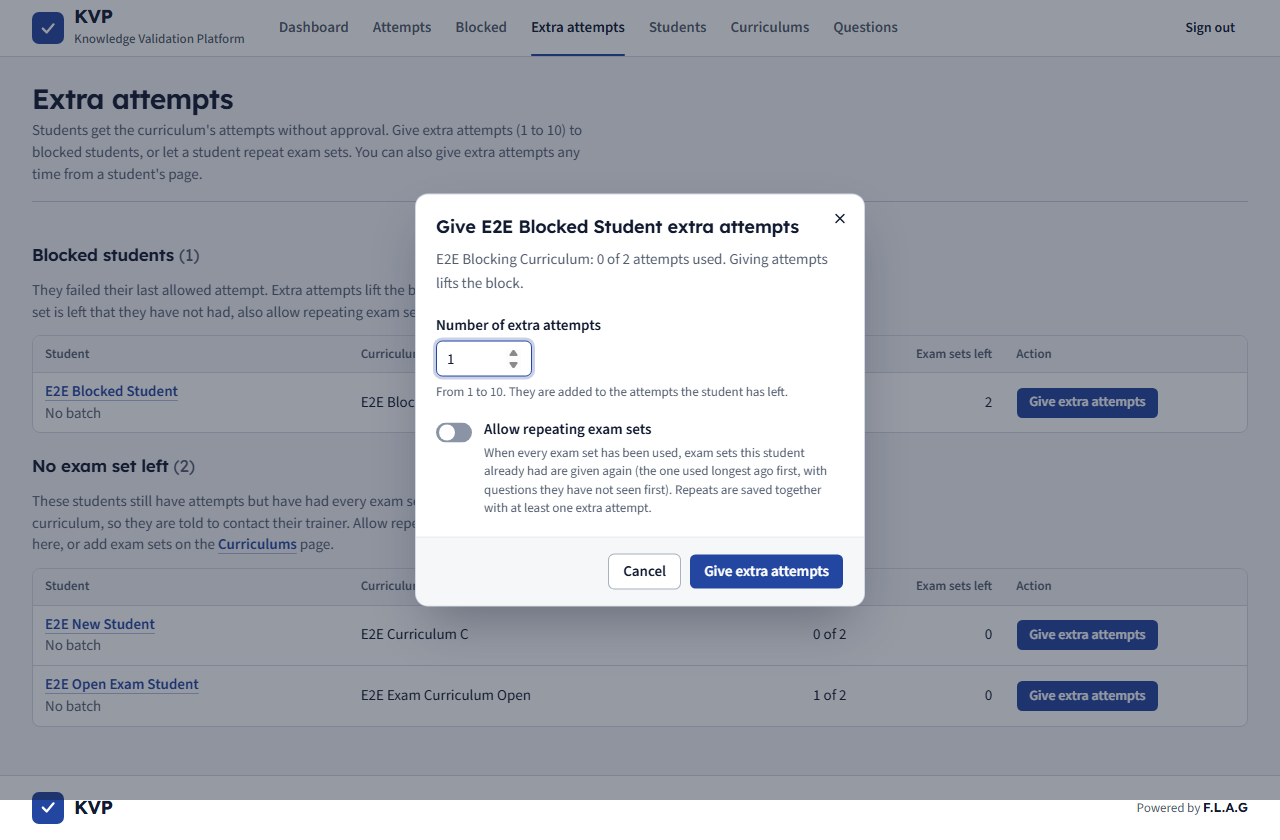 KVP
Knowledge Validation Platform
Dashboard
Attempts
Blocked
Extra attempts
Students
Curriculums
Questions
Sign out
Extra attempts
Students get the curriculum's attempts without approval. Give extra attempts (1 to 10) to
blocked students, or let a student repeat exam sets. You can also give extra attempts any
time from a student's page.
Give E2E Blocked Student extra attempts
E2E Blocking Curriculum: 0 of 2 attempts used. Giving attempts
lifts the block.
Number of extra attempts
1
From 1 to 10. They are added to the attempts the student has left.
Allow repeating exam sets
When every exam set has been used, exam sets this student
already had are given again (the one used longest ago first, with
questions they have not seen first). Repeats are saved together
with at least one extra attempt.
Cancel
Give extra attempts
Blocked students (1)
They failed their last allowed attempt. Extra attempts lift the
set is left that they have not had, also allow repeating exam
Student
Exam sets left
Action
E2E Blocked Student
No batch
E2E
2
Give extra attempts
No exam set left (2)
These students still have attempts but have had every exam
curriculum, so they are told to contact their trainer. Allow
here, or add exam sets on the Curriculums page.
Student
Exam sets left
Action
E2E New Student
No batch
E2E Curriculum C
0 of 2
0
Give extra attempts
E2E Open Exam Student
No batch
E2E Exam Curriculum Open
1 of 2
0
Give extra attempts
KVP
Powered by F.L.A.G